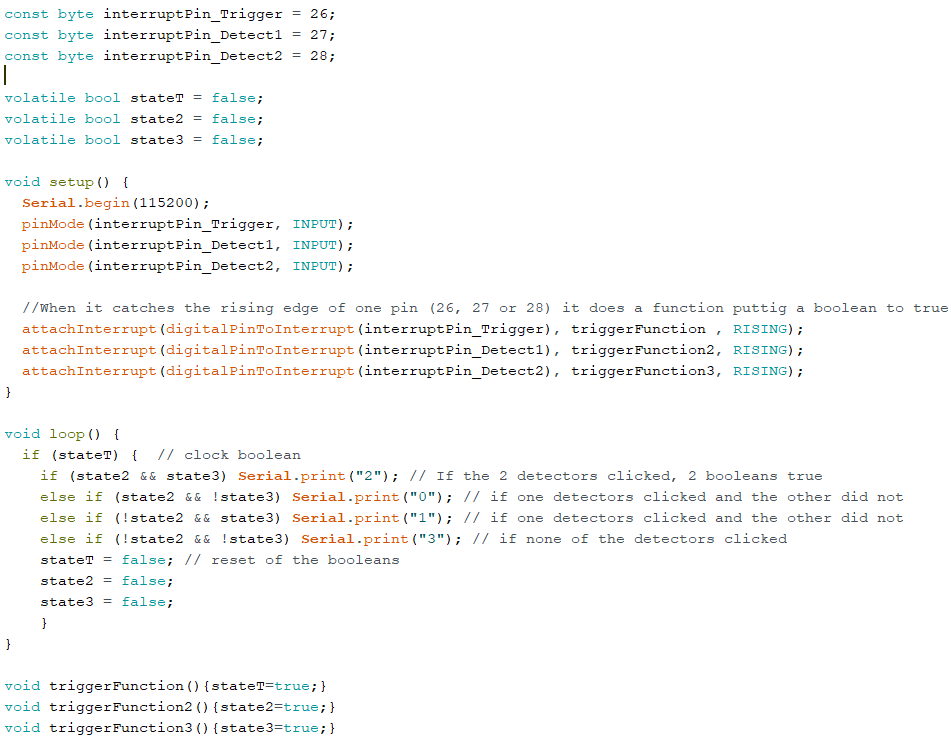 const byte interruptPin_Trigger = 26;
const byte interruptPin_Detect1 = 27;
const byte interruptPin_Detect2 = 28;

volatile bool stateT = false;
volatile bool state2 = false;
volatile bool state3 = false;

void setup() {
  Serial.begin(115200);
  pinMode(interruptPin_Trigger, INPUT);
  pinMode(interruptPin_Detect1, INPUT);
  pinMode(interruptPin_Detect2, INPUT);

  //When it catches the rising edge of one pin (26, 27 or 28) it does a function puttig a boolean to true
  attachInterrupt(digitalPinToInterrupt(interruptPin_Trigger), triggerFunction , RISING);
  attachInterrupt(digitalPinToInterrupt(interruptPin_Detect1), triggerFunction2, RISING);
  attachInterrupt(digitalPinToInterrupt(interruptPin_Detect2), triggerFunction3, RISING);
}

void loop() {
  if (stateT) {  // clock boolean
    if (state2 && state3) Serial.print("2"); // If the 2 detectors clicked, 2 booleans true
    else if (state2 && !state3) Serial.print("0"); // if one detectors clicked and the other did not
    else if (!state2 && state3) Serial.print("1"); // if one detectors clicked and the other did not
    else if (!state2 && !state3) Serial.print("3"); // if none of the detectors clicked
    stateT = false; // reset of the booleans
    state2 = false;
    state3 = false;
    }
}

void triggerFunction(){stateT=true;}
void triggerFunction2(){state2=true;}
void triggerFunction3(){state3=true;}